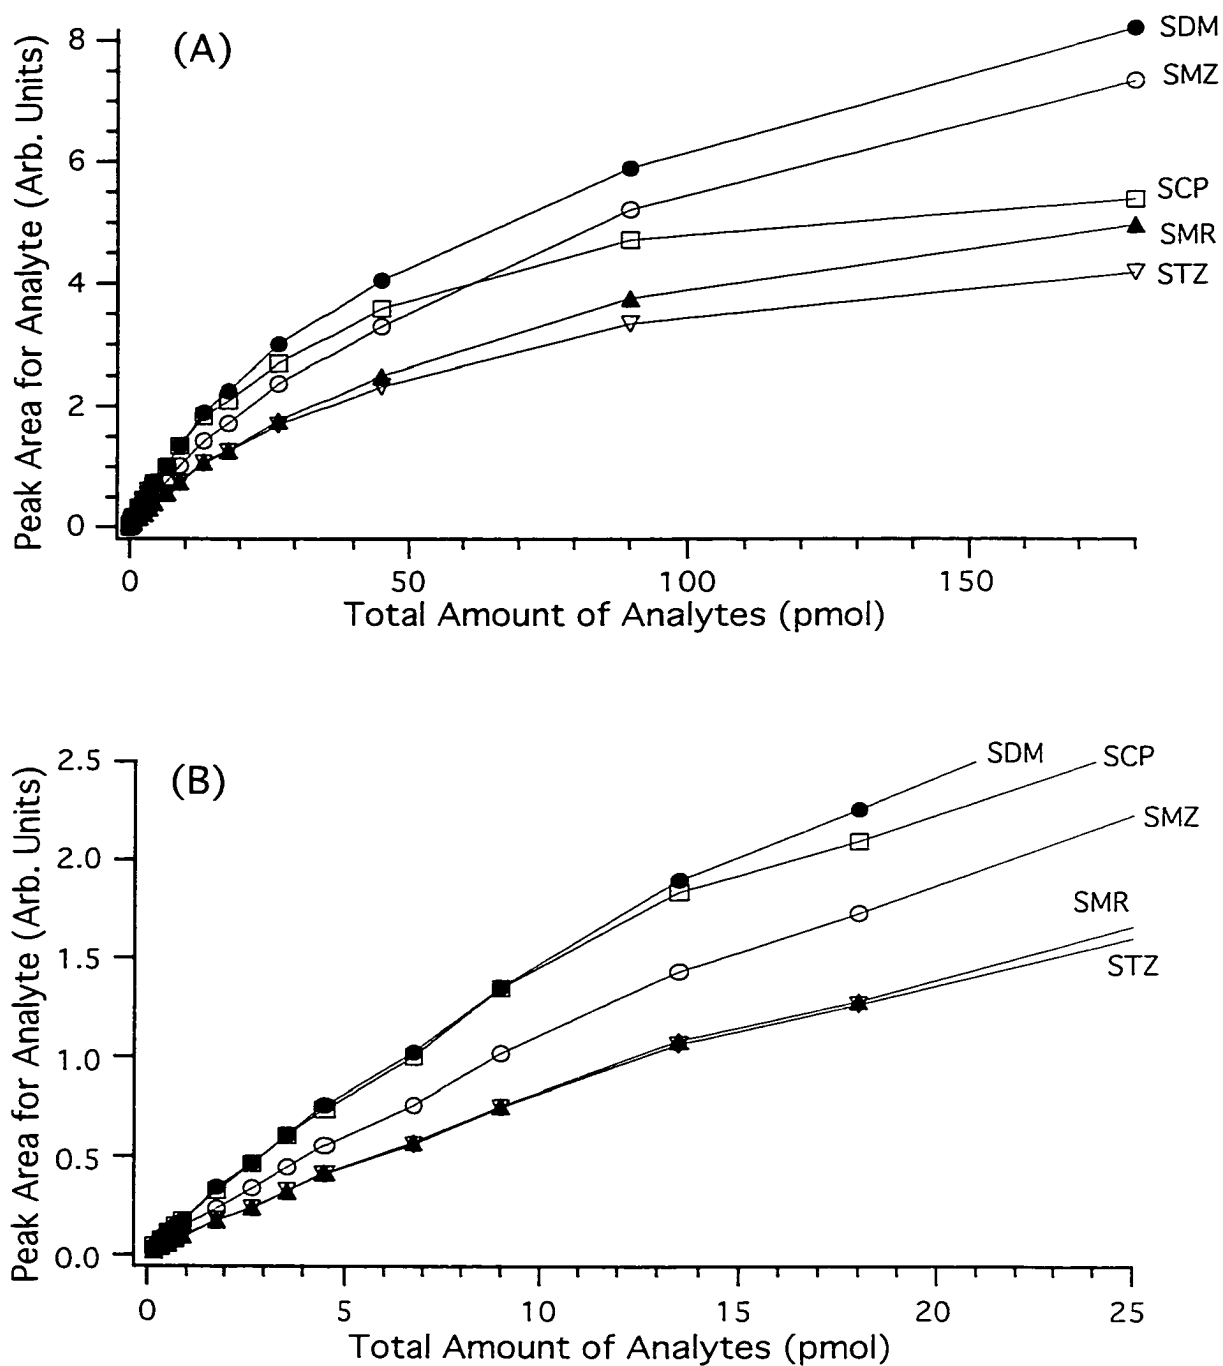 (A)
Peak Area for Analyte (Arb. Units)
8
6
4
2
0
SDM
SMZ
SCP
SMR
STZ
0 50 100 150
Total Amount of Analytes (pmol)
(B)
Peak Area for Analyte (Arb. Units)
2.5
2.0
1.5
1.0
0.5
0.0
SDM
SCP
SMZ
SMR
STZ
0 5 10 15 20 25
Total Amount of Analytes (pmol)